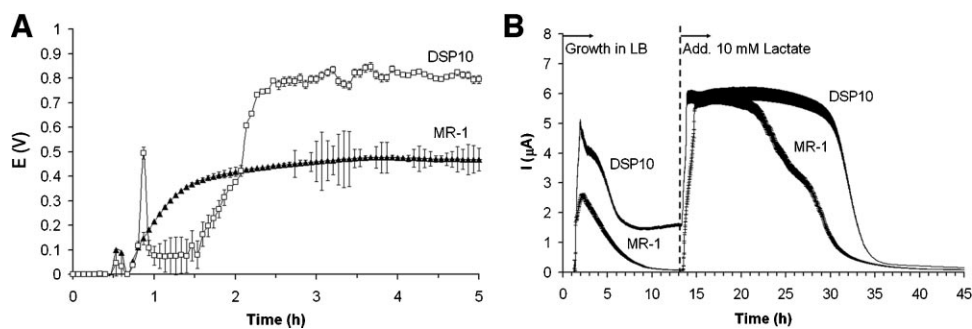 A
E (V)
1
0.9
0.8
0.7
0.6
0.5
0.4
0.3
0.2
0.1
0
DSP10
MR-1
0 1 2 3 4 5
Time (h)
B
I (μA)
8
7
6
5
4
3
2
1
0
Growth in LB
Add. 10 mM Lactate
DSP10
MR-1
DSP10
MR-1
0 5 10 15 20 25 30 35 40 45
Time (h)